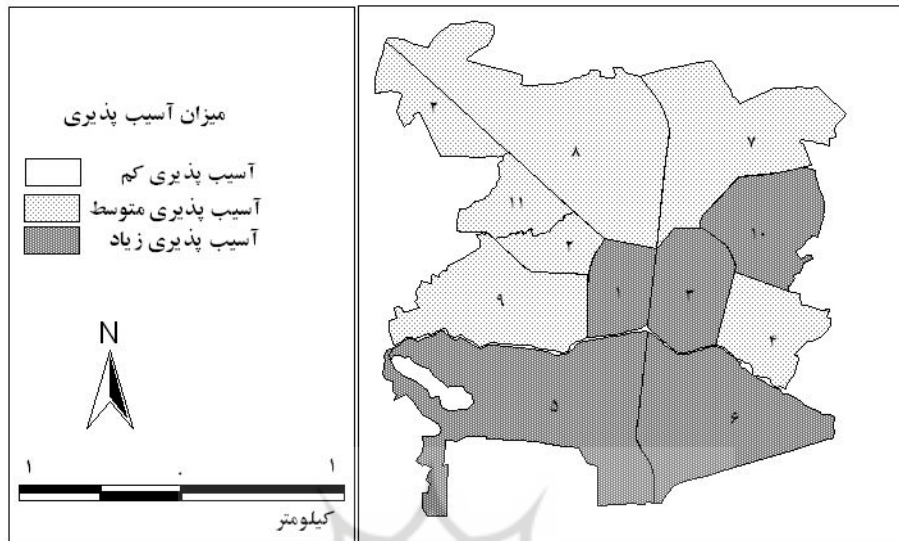 میزان آسیب پذیری
آسیب پذیری کم
آسیب پذیری متوسط
آسیب پذیری زیاد
N
۱ ۰ ۱
کیلومتر
۲
۸
۷
۱۱
۲
۱۰
۱
۳
۹
۴
۵
۶